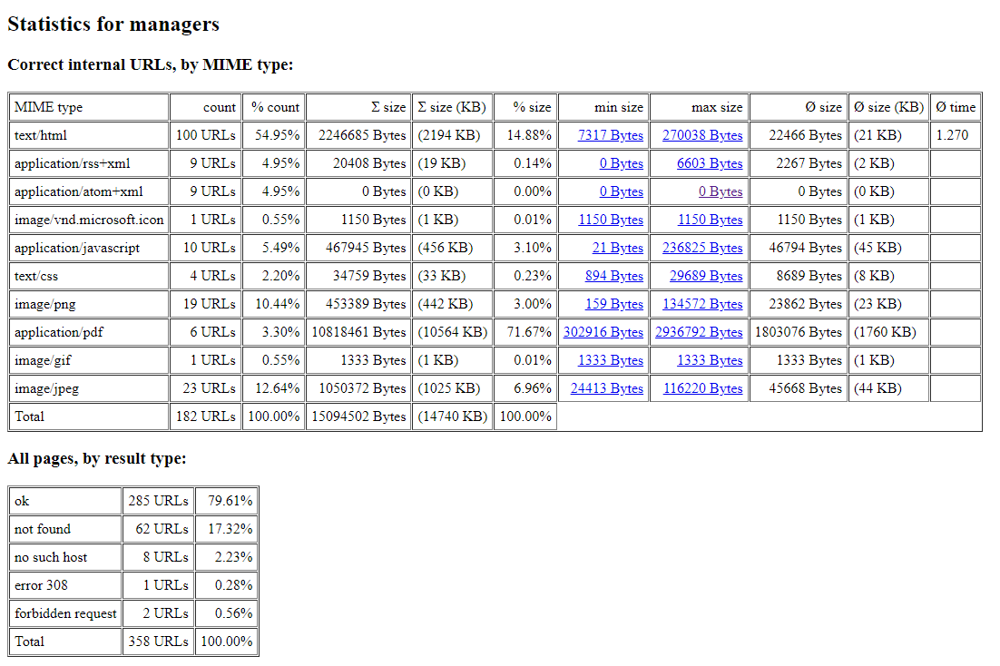 Statistics for managers
Correct internal URLs, by MIME type:
MIME type count % count Σ size Σ size (KB) % size min size max size Ø size Ø size (KB) Ø time
text/html 100 URLs 54.95% 2246685 Bytes (2194 KB) 14.88% 7317 Bytes 270038 Bytes 22466 Bytes (21 KB) 1.270
application/rss+xml 9 URLs 4.95% 20408 Bytes (19 KB) 0.14% 0 Bytes 6603 Bytes 2267 Bytes (2 KB)
application/atom+xml 9 URLs 4.95% 0 Bytes (0 KB) 0.00% 0 Bytes 0 Bytes 0 Bytes (0 KB)
image/vnd.microsoft.icon 1 URLs 0.55% 1150 Bytes (1 KB) 0.01% 1150 Bytes 1150 Bytes 1150 Bytes (1 KB)
application/javascript 10 URLs 5.49% 467945 Bytes (456 KB) 3.10% 21 Bytes 236825 Bytes 46794 Bytes (45 KB)
text/css 4 URLs 2.20% 34759 Bytes (33 KB) 0.23% 894 Bytes 29689 Bytes 8689 Bytes (8 KB)
image/png 19 URLs 10.44% 453389 Bytes (442 KB) 3.00% 159 Bytes 134572 Bytes 23862 Bytes (23 KB)
application/pdf 6 URLs 3.30% 10818461 Bytes (10564 KB) 71.67% 302916 Bytes 2936792 Bytes 1803076 Bytes (1760 KB)
image/gif 1 URLs 0.55% 1333 Bytes (1 KB) 0.01% 1333 Bytes 1333 Bytes 1333 Bytes (1 KB)
image/jpeg 23 URLs 12.64% 1050372 Bytes (1025 KB) 6.96% 24413 Bytes 116220 Bytes 45668 Bytes (44 KB)
Total 182 URLs 100.00% 15094502 Bytes (14740 KB) 100.00%
All pages, by result type:
ok 285 URLs 79.61%
not found 62 URLs 17.32%
no such host 8 URLs 2.23%
error 308 1 URLs 0.28%
forbidden request 2 URLs 0.56%
Total 358 URLs 100.00%